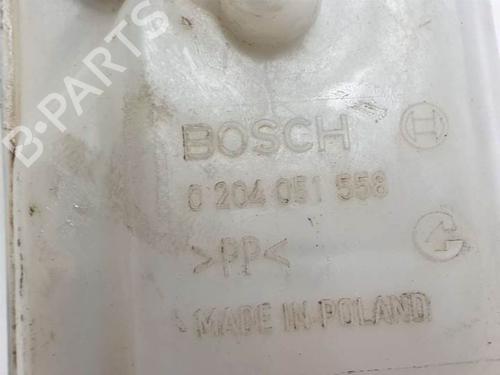 B-PARTS
BOSCH
0 204 051 558
>PP<
MADE IN POLAND